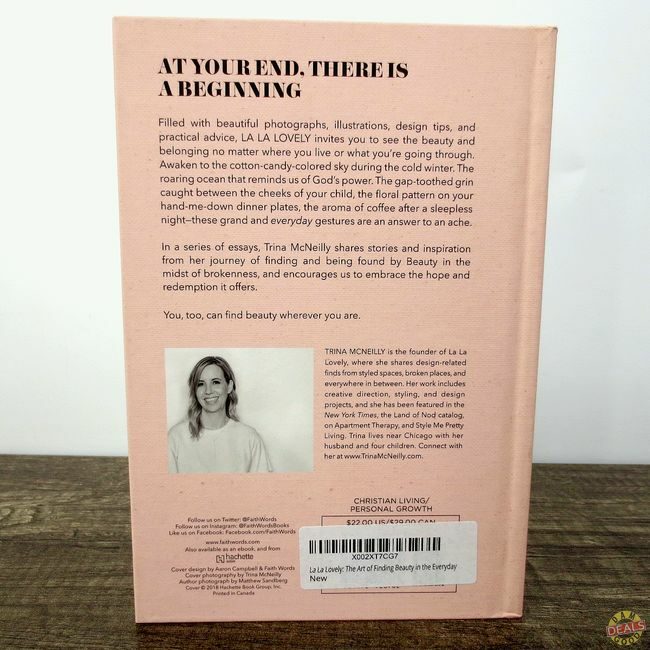 AT YOUR END, THERE IS
A BEGINNING
Filled with beautiful photographs, illustrations, design tips, and
practical advice, LA LA LOVELY invites you to see the beauty and
belonging no matter where you live or what you're going through.
Awaken to the cotton-candy-colored sky during the cold winter. The
roaring ocean that reminds us of God's power. The gap-toothed grin
caught between the cheeks of your child, the floral pattern on your
hand-me-down dinner plates, the aroma of coffee after a sleepless
night—these grand and everyday gestures are an answer to an ache.
In a series of essays, Trina McNeilly shares stories and inspiration
from her journey of finding and being found by Beauty in the
midst of brokenness, and encourages us to embrace the hope and
redemption it offers.
You, too, can find beauty wherever you are.
TRINA MCNEILLY is the founder of La La
Lovely, where she shares design-related
finds from styled spaces, broken places, and
everywhere in between. Her work includes
creative direction, styling, and design
projects, and she has been featured in the
New York Times, the Land of Nod catalog,
on Apartment Therapy, and Style Me Pretty
Living. Trina lives near Chicago with her
husband and four children. Connect with
her at www.TrinaMcNeilly.com.
Follow us on Twitter: @FaithWords
Follow us on Instagram: @FaithWordsBooks
Like us on Facebook: Facebook.com/FaithWords
www.faithwords.com
Also available as an ebook, and from
hachette
AUDIO
Cover design by Aaron Campbell & Faith Words
Cover photography by Trina McNeilly
Author photography by Matthew Sandberg
Cover © 2018 Hachette Book Group, Inc.
Printed in Canada
CHRISTIAN LIVING/
PERSONAL GROWTH
$22.00 US/$29.00 CAN
X002XT7CG7
La La Lovely: The Art of Finding Beauty in the Everyday
New
DAM
GOOD
DEALS